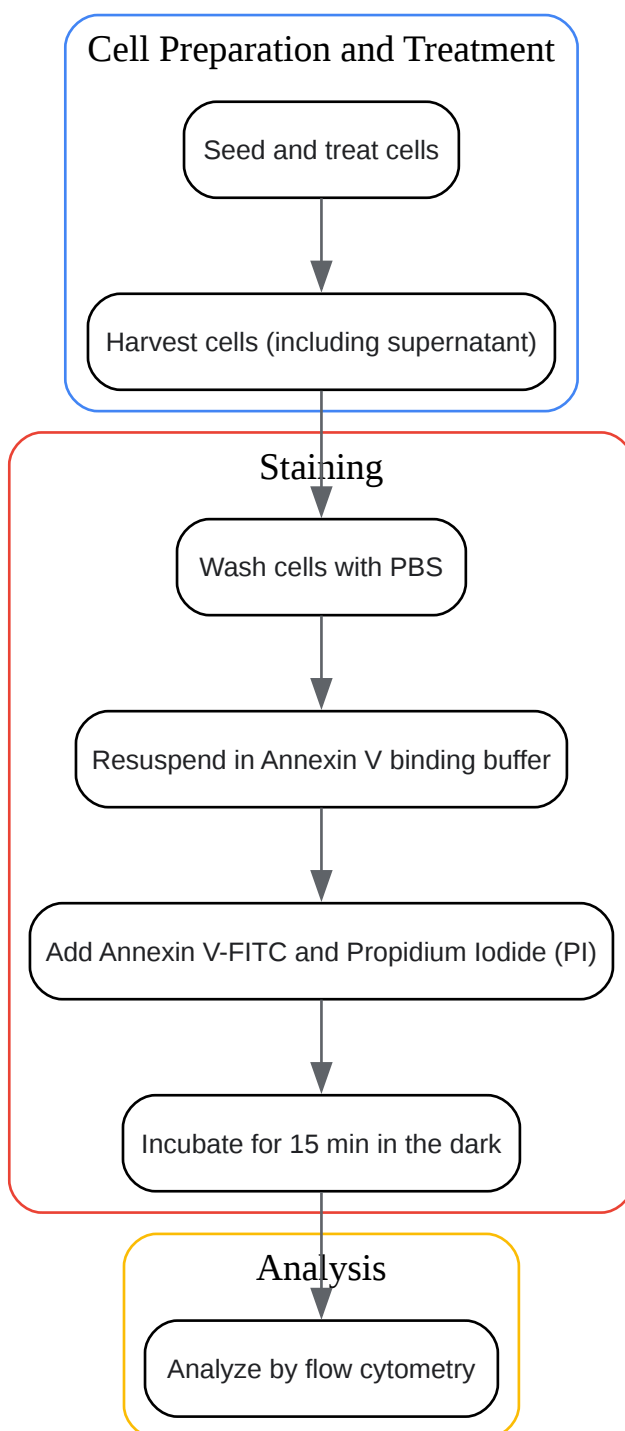 Cell Preparation and Treatment
Seed and treat cells
Harvest cells (including supernatant)
Staining
Wash cells with PBS
Resuspend in Annexin V binding buffer
Add Annexin V-FITC and Propidium Iodide (PI)
Incubate for 15 min in the dark
Analysis
Analyze by flow cytometry